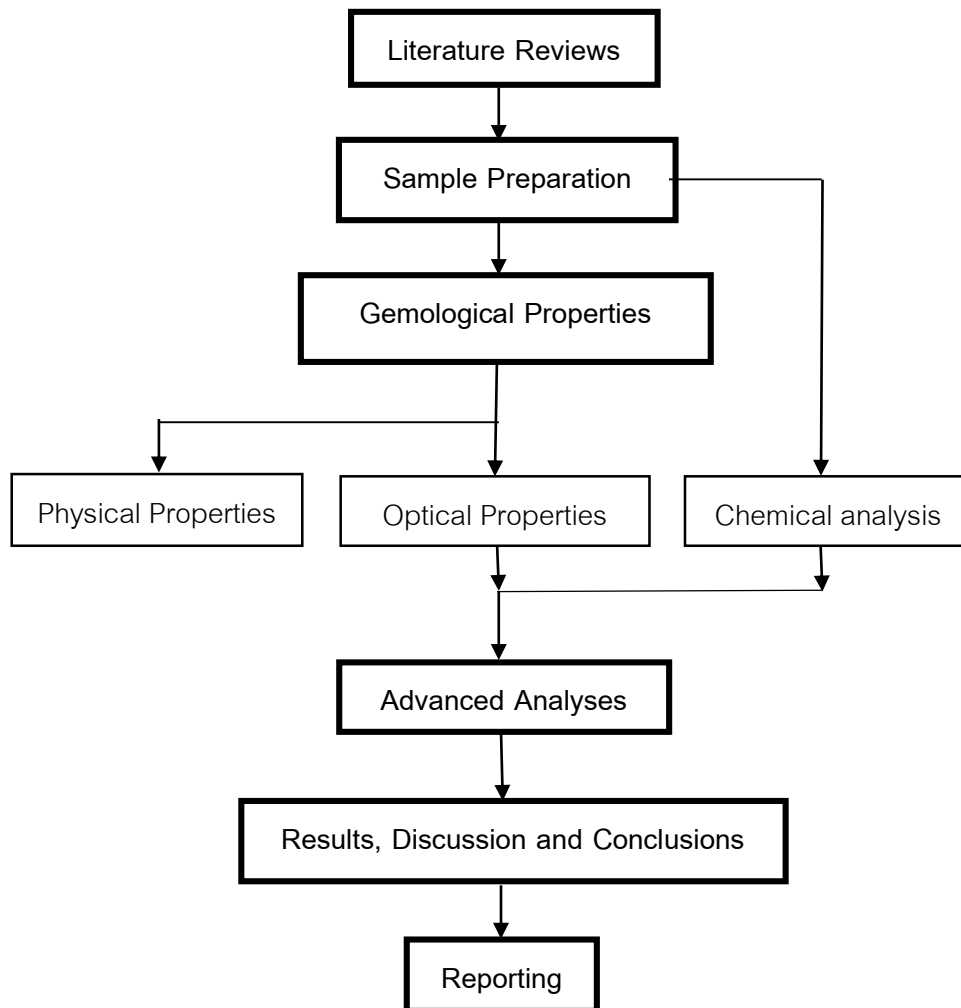 Literature Reviews
Sample Preparation
Gemological Properties
Physical Properties
Optical Properties
Chemical analysis
Advanced Analyses
Results, Discussion and Conclusions
Reporting